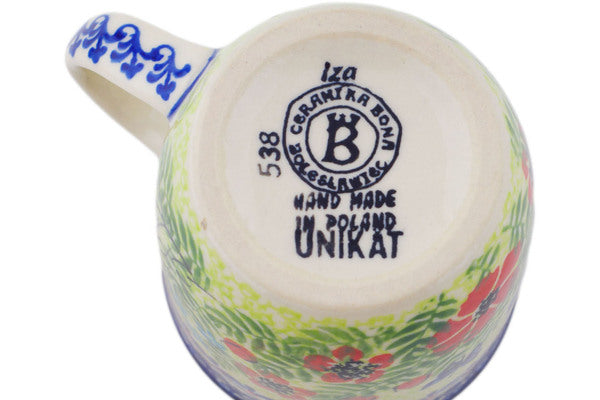 Iza
CERAMIKA BONA
BOLESŁAWIEC
B
538
HAND MADE
IN POLAND
UNIKAT